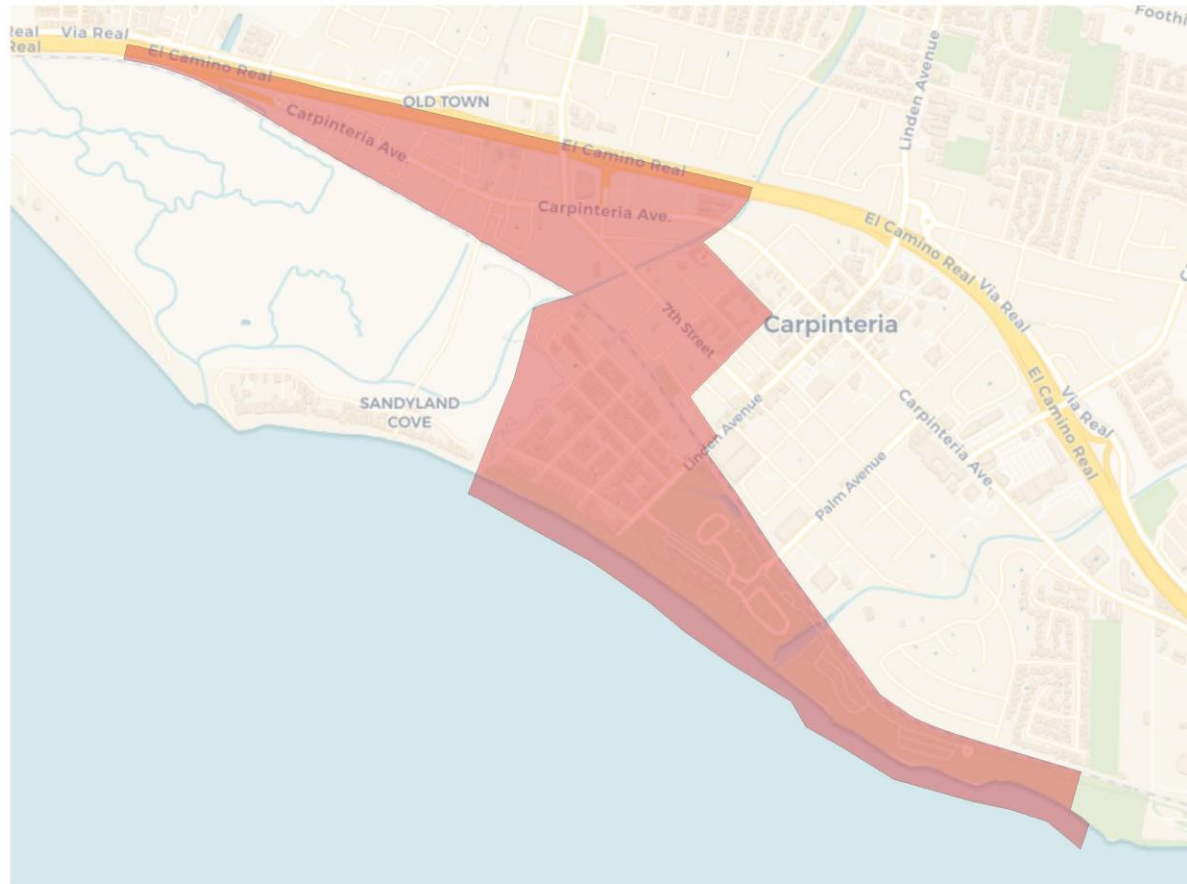 Foothi
Real
Via Real
Real
El Camino Real
OLD TOWN
Linden Avenue
Carpinteria Ave.
El Camino Real
Carpinteria Ave.
El Camino Real
Via Real
7th Street
Carpinteria
SANDYLAND
COVE
El Camino Real
Via Real
Linden Avenue
Carpinteria Ave.
Palm Avenue